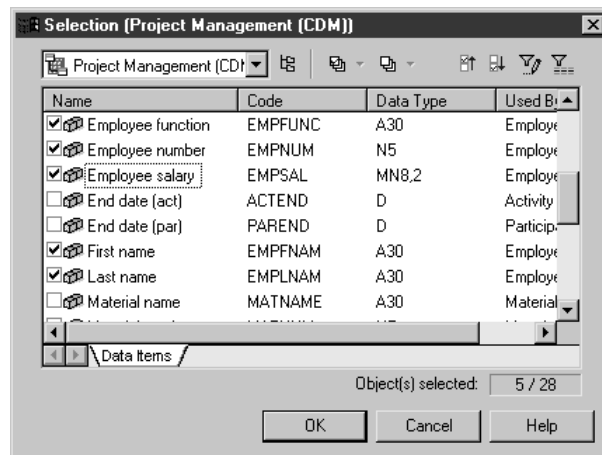 Selection (Project Management (CDM))
Project Management (CDM
Name Code Data Type Used By
Employee function EMPFUNC A30 Employe
Employee number EMPNUM N5 Employe
Employee salary EMPSAL MN8,2 Employe
End date (act) ACTEND D Activity
End date (par) PAREND D Particip
First name EMPFNAM A30 Employe
Last name EMPLNAM A30 Employe
Material name MATNAME A30 Material
Data Items
Object(s) selected: 5 / 28
OK Cancel Help